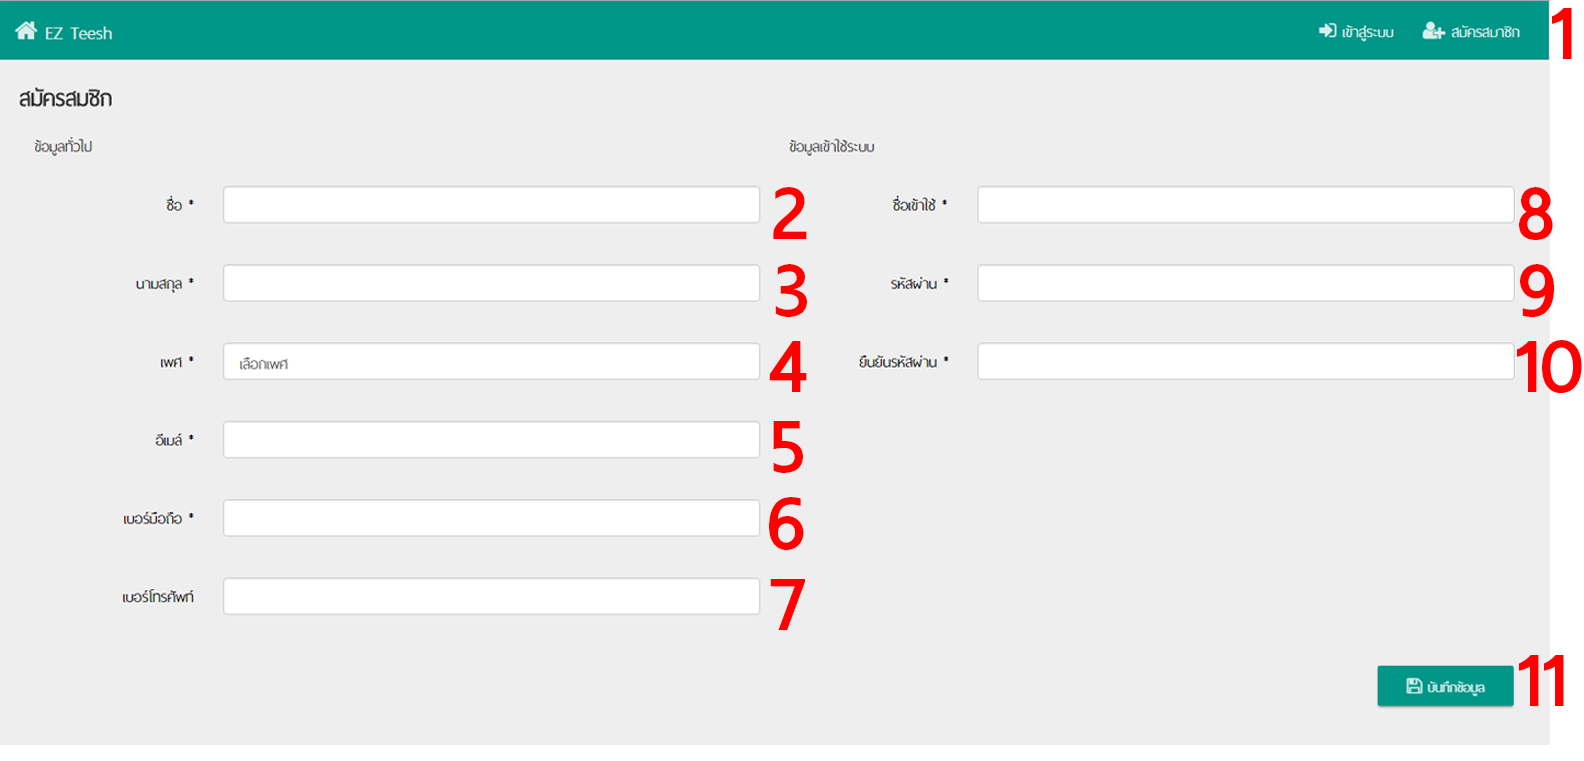 EZ Teesh เข้าสู่ระบบ สมัครสมาชิก 1
สมัครสมชิก
ข้อมูลทั่วไป ข้อมูลเข้าใช้ระบบ
ชื่อ * 2 ชื่อเข้าใช้ * 8
นามสกุล * 3 รหัสผ่าน * 9
เพศ * เลือกเพศ 4 ยืนยันรหัสผ่าน * 10
อีเมล์ * 5
เบอร์มือถือ * 6
เบอร์โทรศัพท์ 7
บันทึกข้อมูล 11